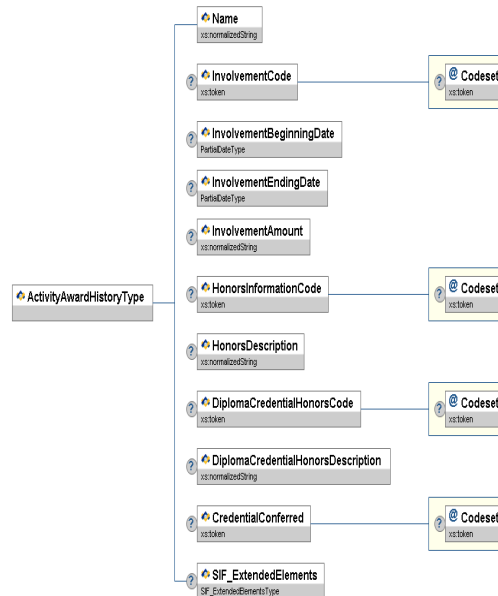 Name
xs:normalizedString
? InvolvementCode
xs:token
? @ Codeset
xs:token
? InvolvementBeginningDate
PartialDateType
? InvolvementEndingDate
PartialDateType
? InvolvementAmount
xs:normalizedString
ActivityAwardHistoryType
? HonorsInformationCode
xs:token
? @ Codeset
xs:token
? HonorsDescription
xs:normalizedString
? DiplomaCredentialHonorsCode
xs:token
? @ Codeset
xs:token
? DiplomaCredentialHonorsDescription
xs:normalizedString
? CredentialConferred
xs:token
? @ Codeset
xs:token
? SIF_ExtendedElements
SIF_ExtendedElementsType